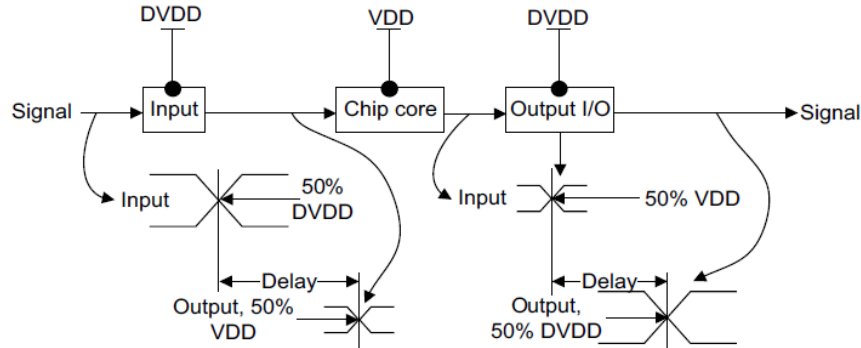 DVDD
VDD
DVDD
Signal
Input
Chip core
Output I/O
Signal
Input
50%
DVDD
Input
50% VDD
Delay
Output, 50%
VDD
Delay
Output,
50% DVDD